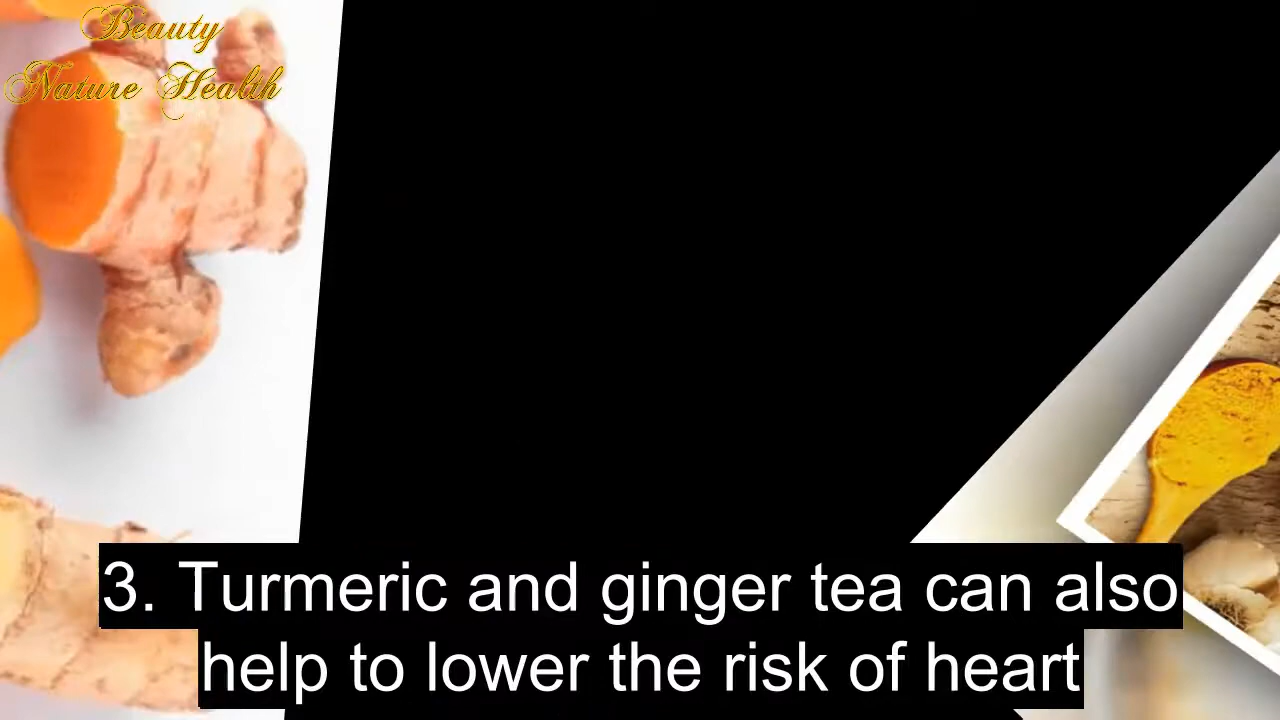 Beauty
Nature Health
3. Turmeric and ginger tea can also
help to lower the risk of heart